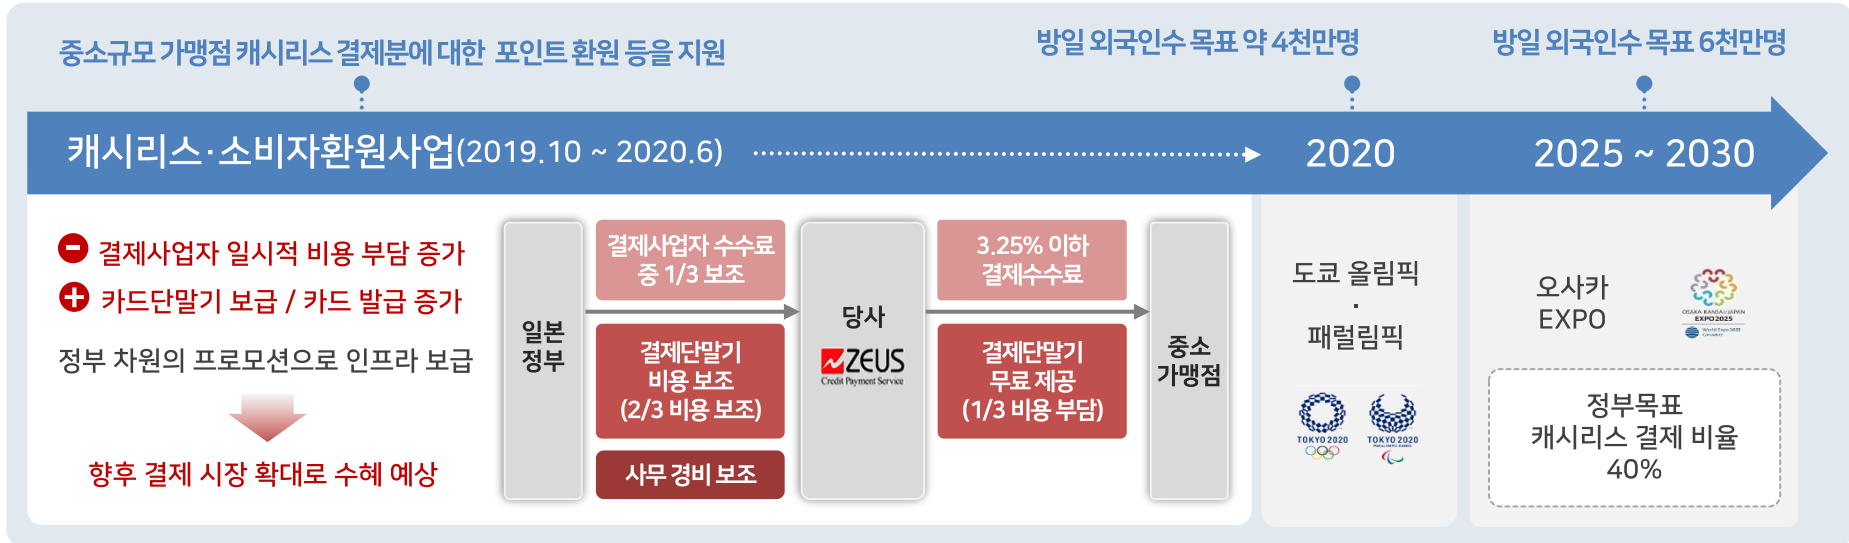 중소규모 가맹점 캐시리스 결제분에 대한 포인트 환원 등을 지원
방일 외국인수 목표 약 4천만명
방일 외국인수 목표 6천만명
캐시리스·소비자환원사업(2019.10 ~ 2020.6)
2020
2025 ~ 2030
결제사업자 일시적 비용 부담 증가
카드단말기 보급 / 카드 발급 증가
정부 차원의 프로모션으로 인프라 보급
향후 결제 시장 확대로 수혜 예상
일본
정부
결제사업자 수수료
중 1/3 보조
결제단말기
비용 보조
(2/3 비용 보조)
사무 경비 보조
당사
ZEUS
Credit Payment Service
3.25% 이하
결제수수료
결제단말기
무료 제공
(1/3 비용 부담)
중소
가맹점
도쿄 올림픽
·
패럴림픽
TOKYO 2020
TOKYO 2020
PARALYMPIC GAMES
오사카
EXPO
OSAKA-KANSAI/JAPAN
EXPO2025
World Expo 2025
Candidate
정부목표
캐시리스 결제 비율
40%